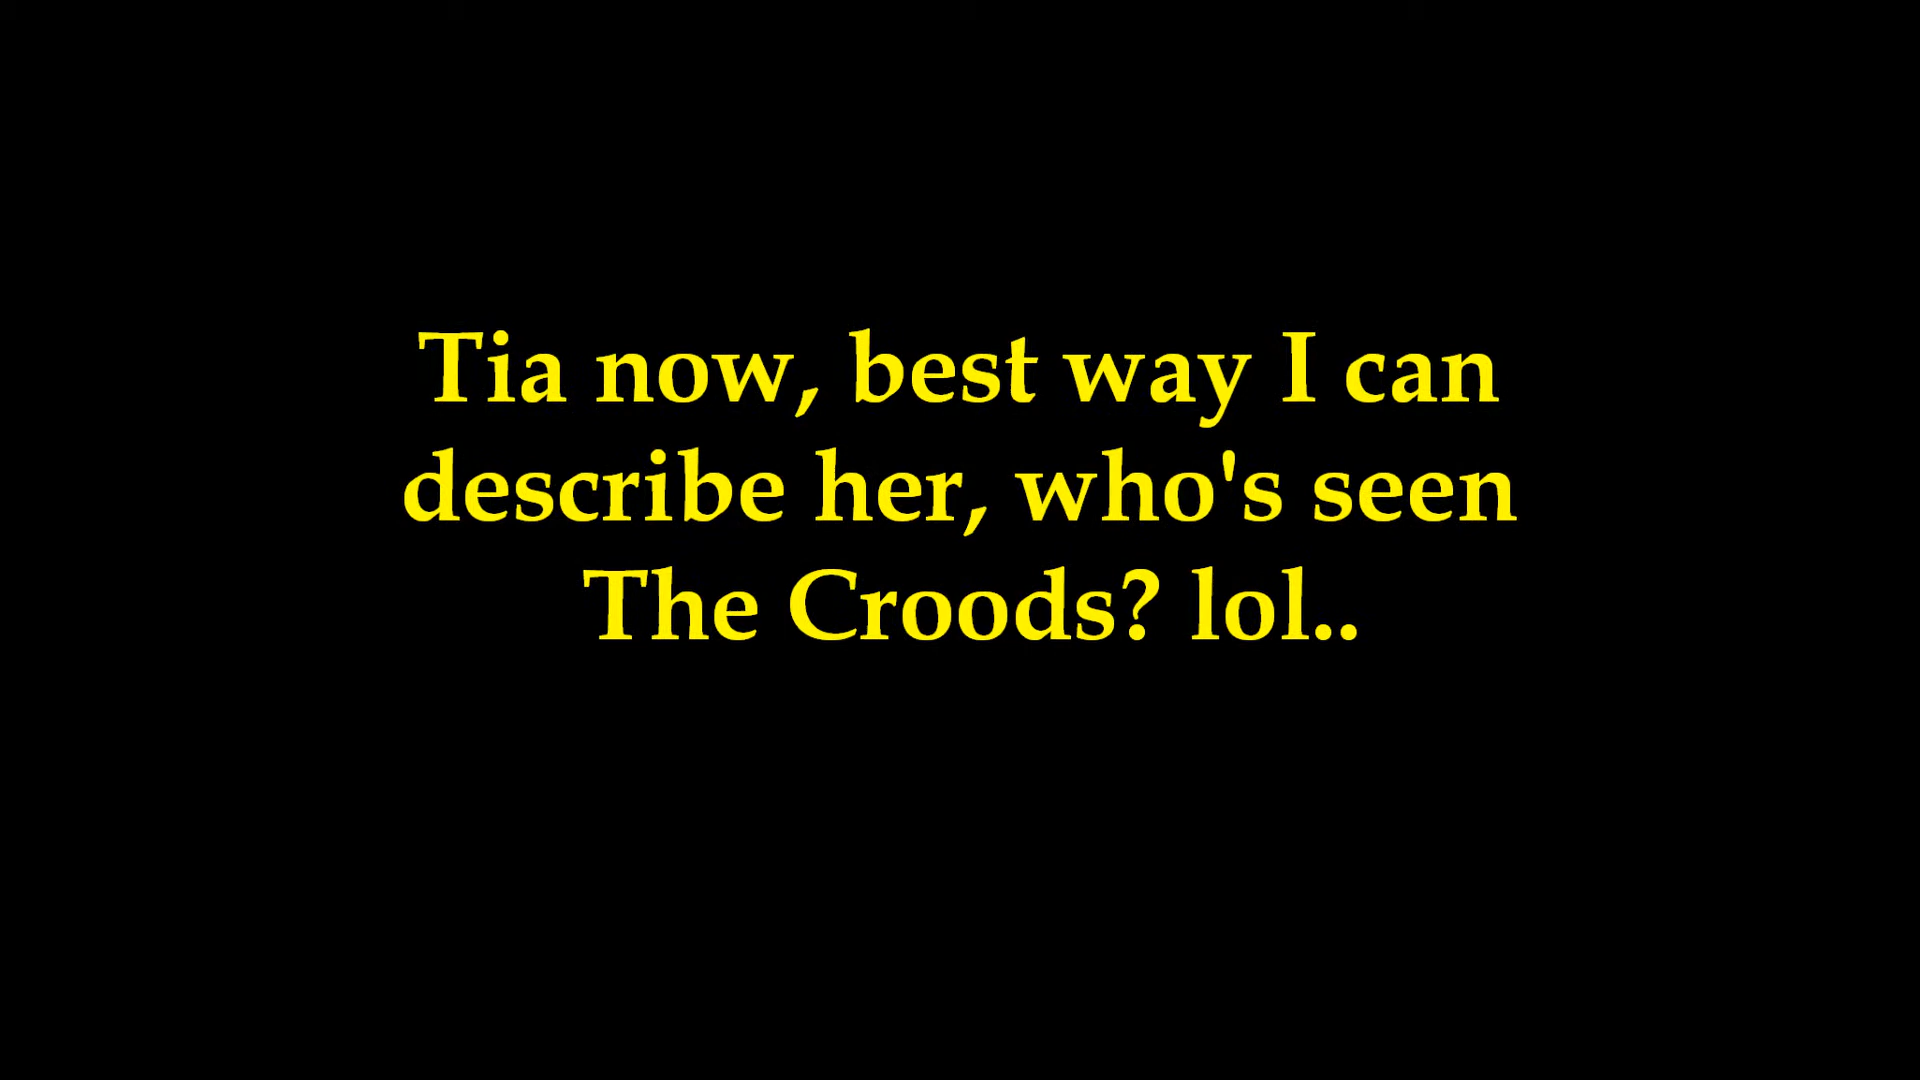 Tia now, best way I can
describe her, who's seen
The Croods? lol..